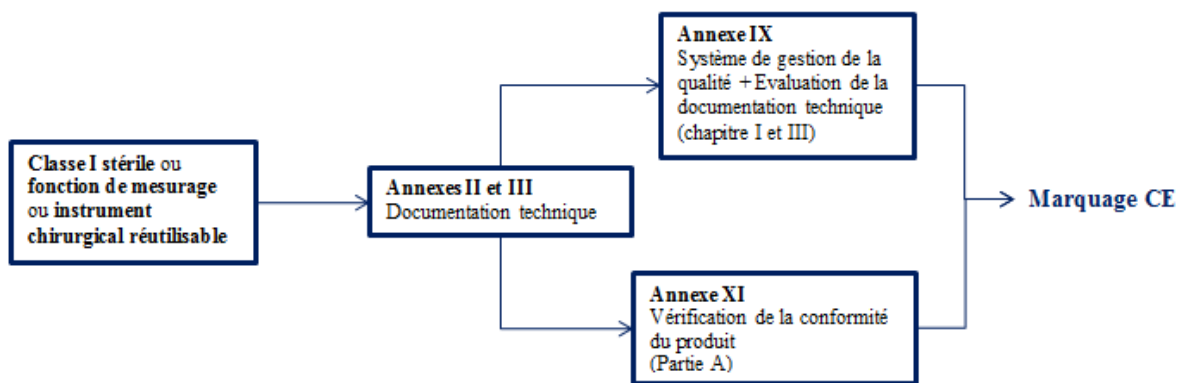 Classe I stérile ou
fonction de mesurage
ou instrument
chirurgical réutilisable
Annexes II et III
Documentation technique
Annexe IX
Système de gestion de la
qualité + Evaluation de la
documentation technique
(chapitre I et III)
Annexe XI
Vérification de la conformité
du produit
(Partie A)
Marquage CE